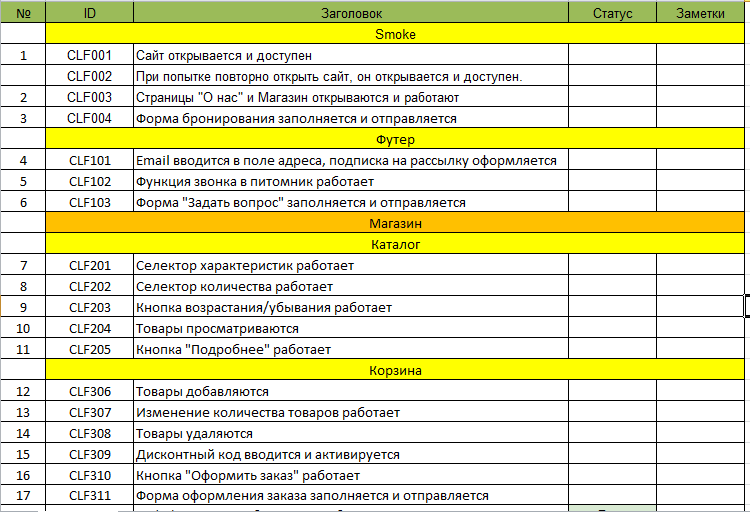 № ID Заголовок Статус Заметки
Smoke
1 CLF001 Сайт открывается и доступен
CLF002 При попытке повторно открыть сайт, он открывается и доступен.
2 CLF003 Страницы "О нас" и Магазин открываются и работают
3 CLF004 Форма бронирования заполняется и отправляется
Футер
4 CLF101 Email вводится в поле адреса, подписка на рассылку оформляется
5 CLF102 Функция звонка в питомник работает
6 CLF103 Форма "Задать вопрос" заполняется и отправляется
Магазин
Каталог
7 CLF201 Селектор характеристик работает
8 CLF202 Селектор количества работает
9 CLF203 Кнопка возрастания/убывания работает
10 CLF204 Товары просматриваются
11 CLF205 Кнопка "Подробнее" работает
Корзина
12 CLF306 Товары добавляются
13 CLF307 Изменение количества товаров работает
14 CLF308 Товары удаляются
15 CLF309 Дисконтный код вводится и активируется
16 CLF310 Кнопка "Оформить заказ" работает
17 CLF311 Форма оформления заказа заполняется и отправляется